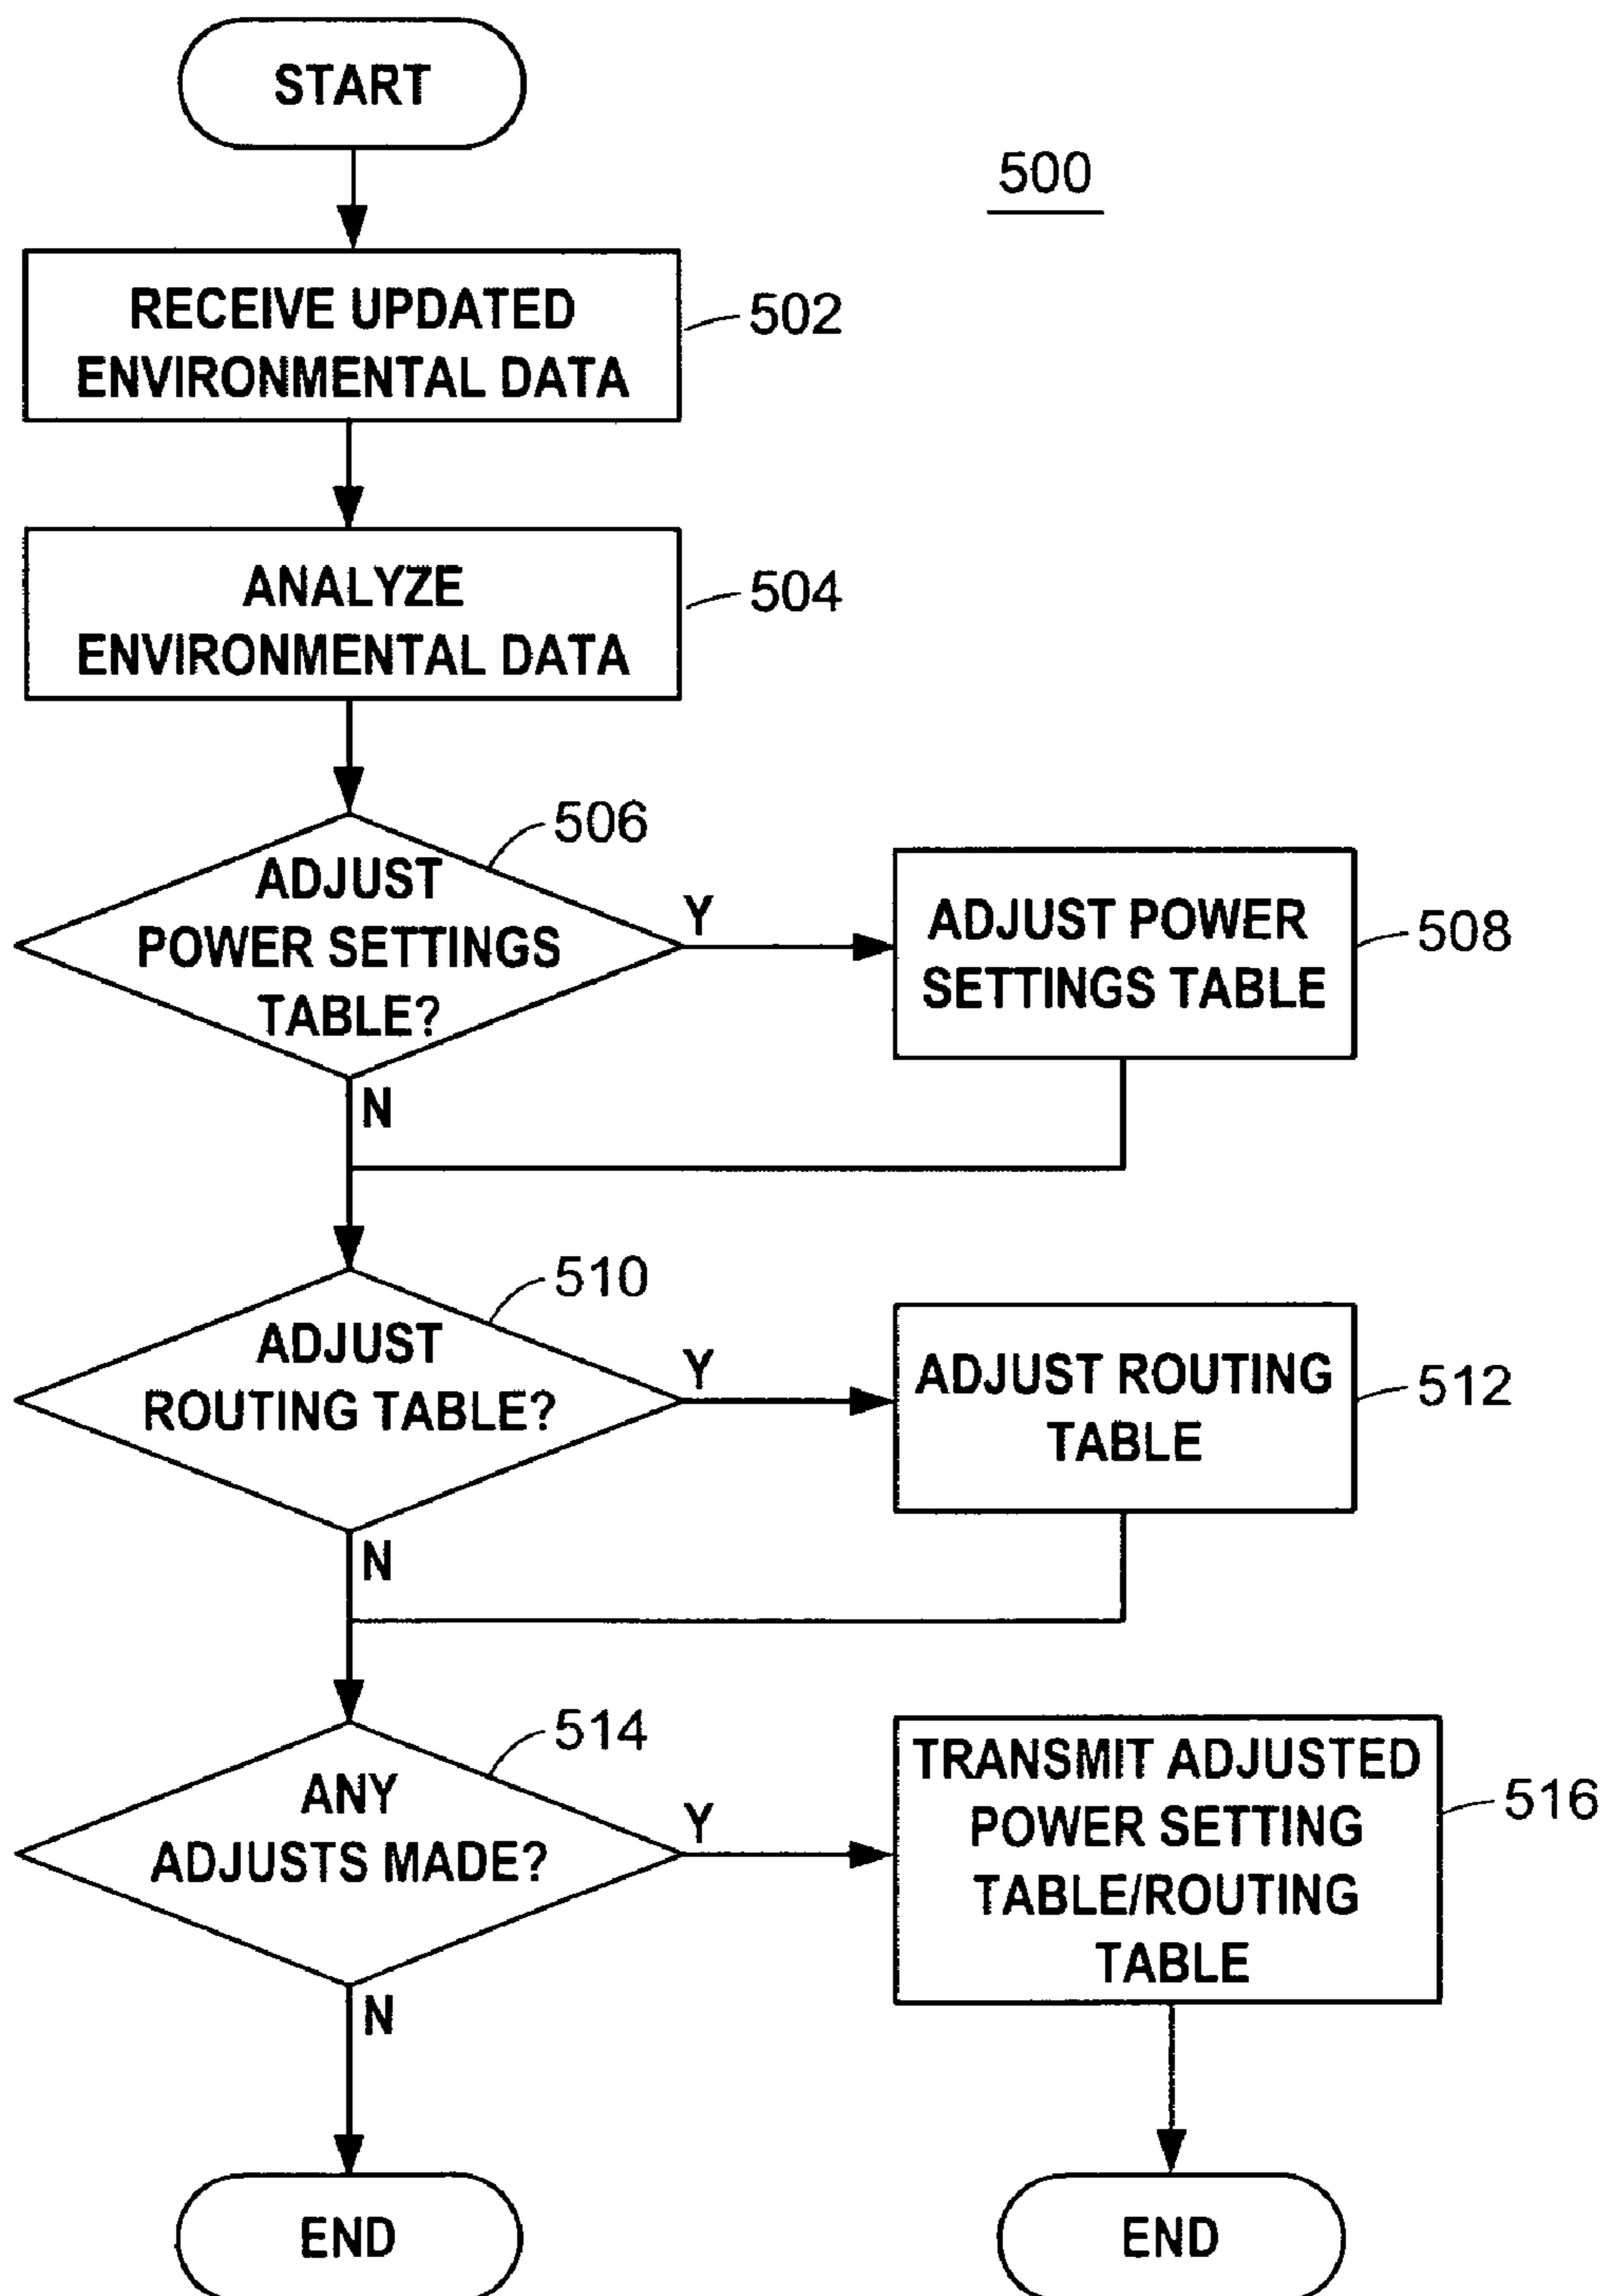 START
500
RECEIVE UPDATED
ENVIRONMENTAL DATA
502
ANALYZE
ENVIRONMENTAL DATA
504
506
ADJUST
POWER SETTINGS
TABLE?
Y
N
ADJUST POWER
SETTINGS TABLE
508
510
ADJUST
ROUTING TABLE?
Y
N
ADJUST ROUTING
TABLE
512
514
ANY
ADJUSTS MADE?
Y
N
TRANSMIT ADJUSTED
POWER SETTING
TABLE/ROUTING
TABLE
516
END
END